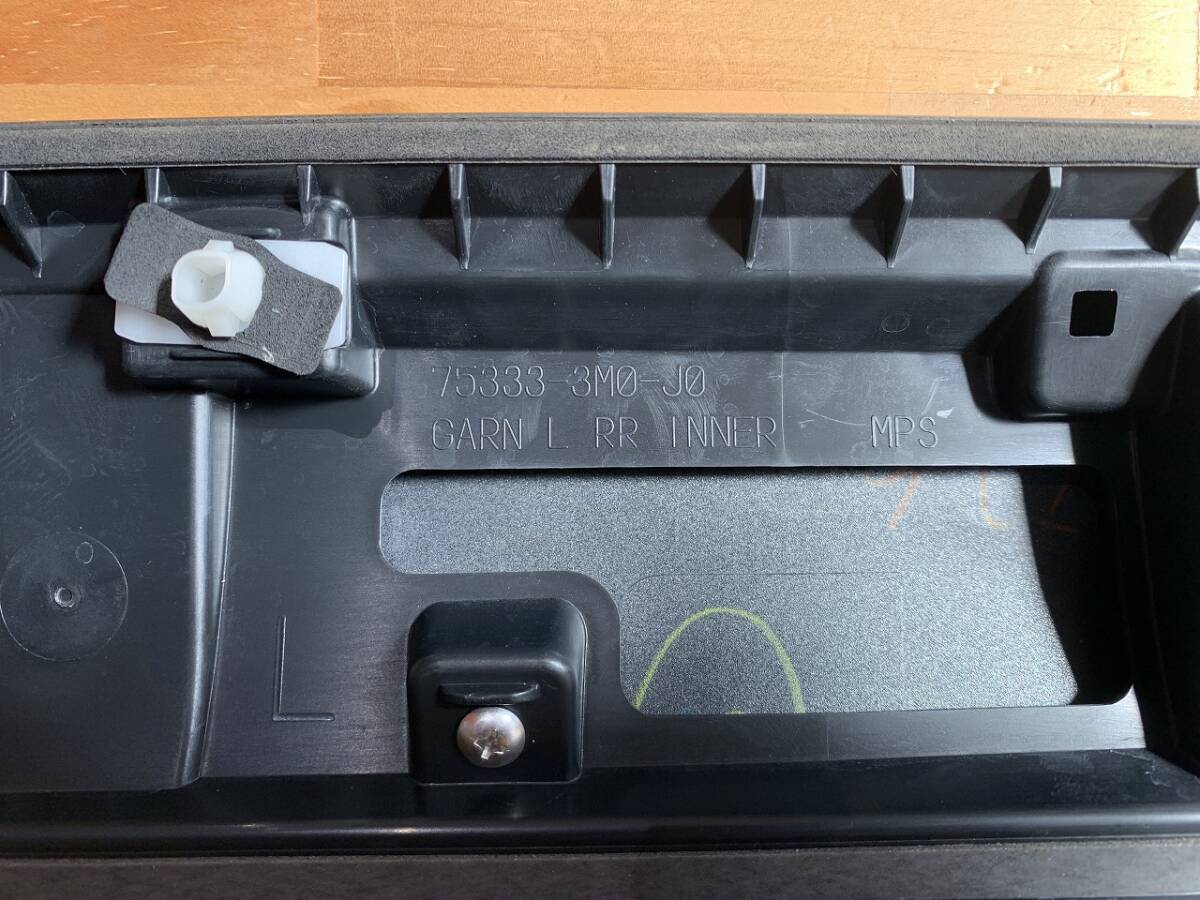 75333-3M0-J0
GARN L RR INNER MPS
L